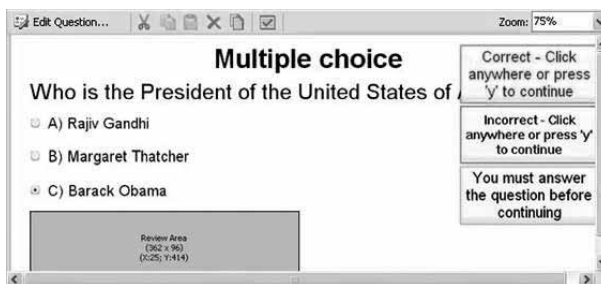 Edit Question...
Zoom: 75%
Multiple choice
Who is the President of the United States of A
A) Rajiv Gandhi
B) Margaret Thatcher
C) Barack Obama
Review Area
(362 x 96)
(X:25; Y:414)
Correct - Click
anywhere or press
'y' to continue
Incorrect - Click
anywhere or press 'y'
to continue
You must answer
the question before
continuing